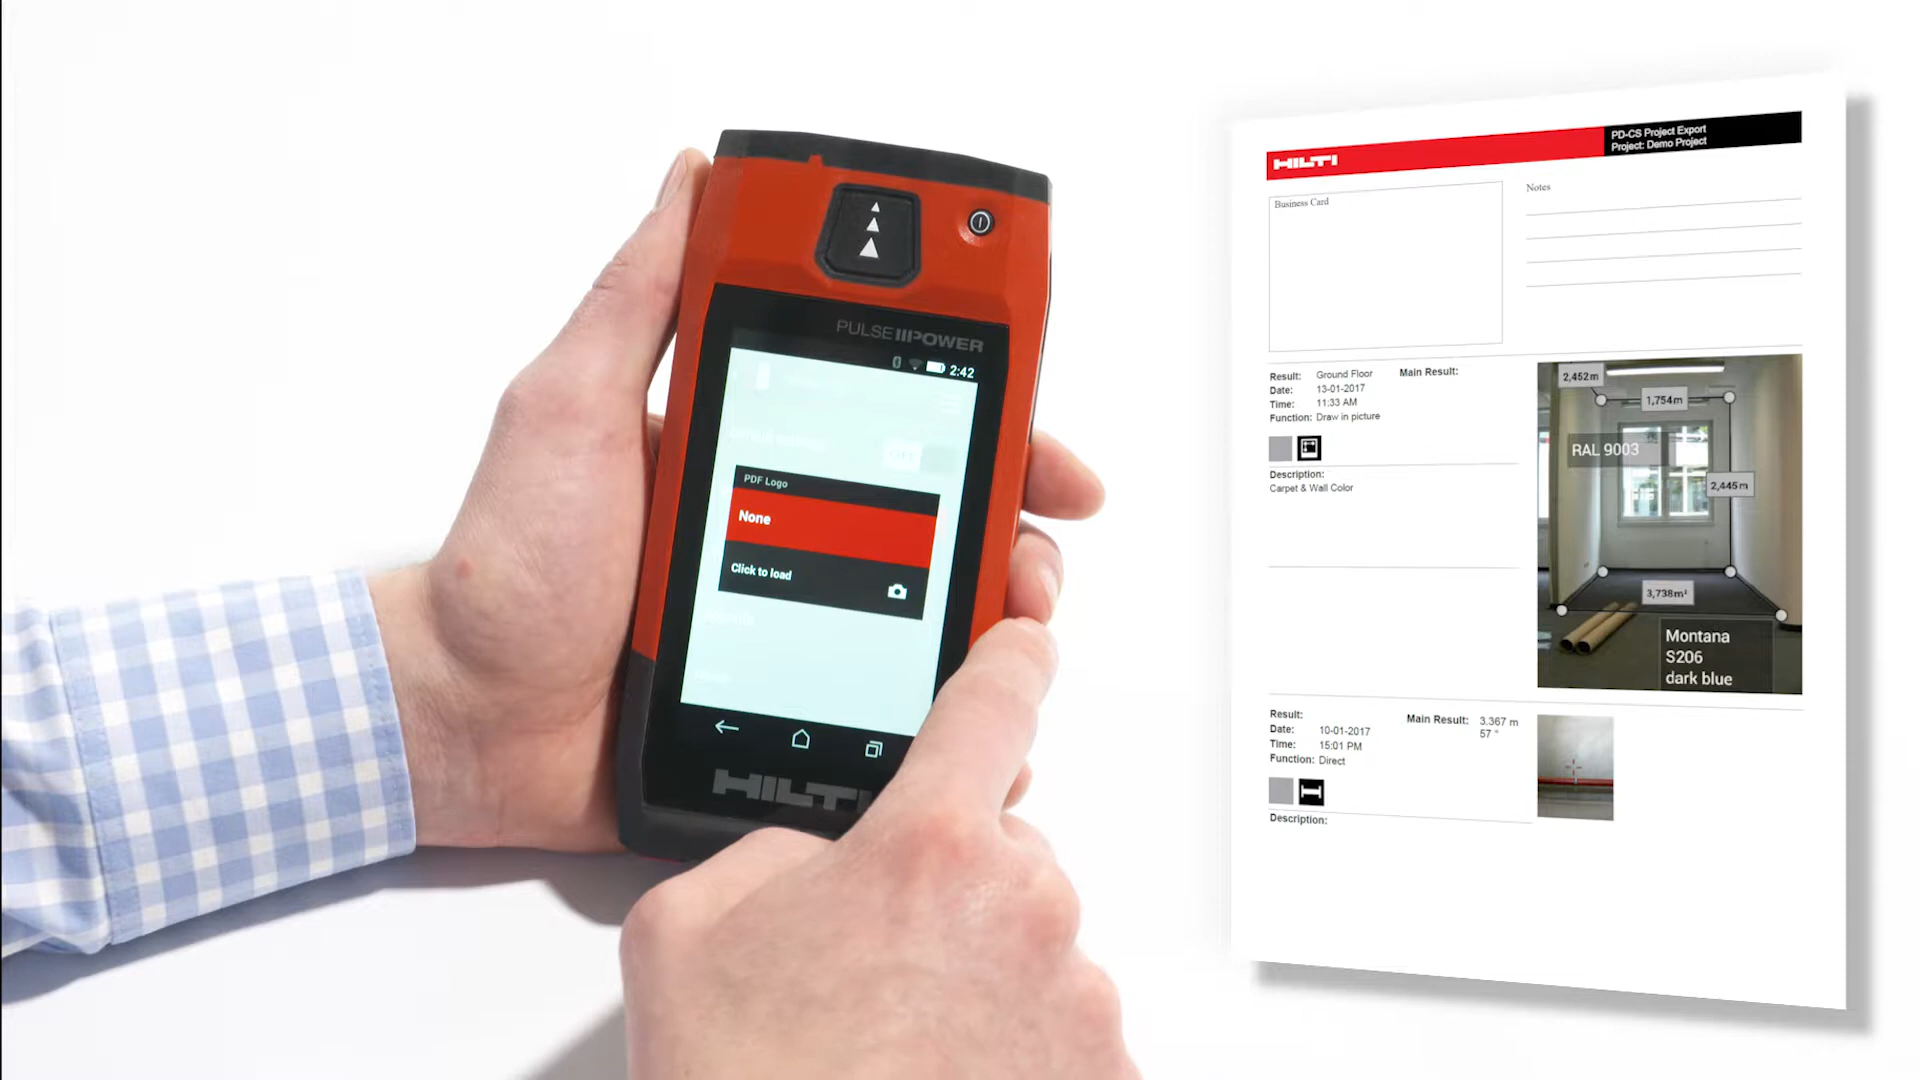 PULSE POWER
2:42
OFF
PDF Logo
None
Click to load
HILTI
HILTI
PD-CS Project Export
Project: Demo Project
Business Card
Notes
Result: Ground Floor
Main Result:
Date: 13-01-2017
Time: 11:33 AM
Function: Draw in picture
Description:
Carpet & Wall Color
2,452m
1,754m
RAL 9003
2,445m
3,738m²
Montana
S206
dark blue
Result:
Main Result: 3.367 m
57 °
Date: 10-01-2017
Time: 15:01 PM
Function: Direct
Description: